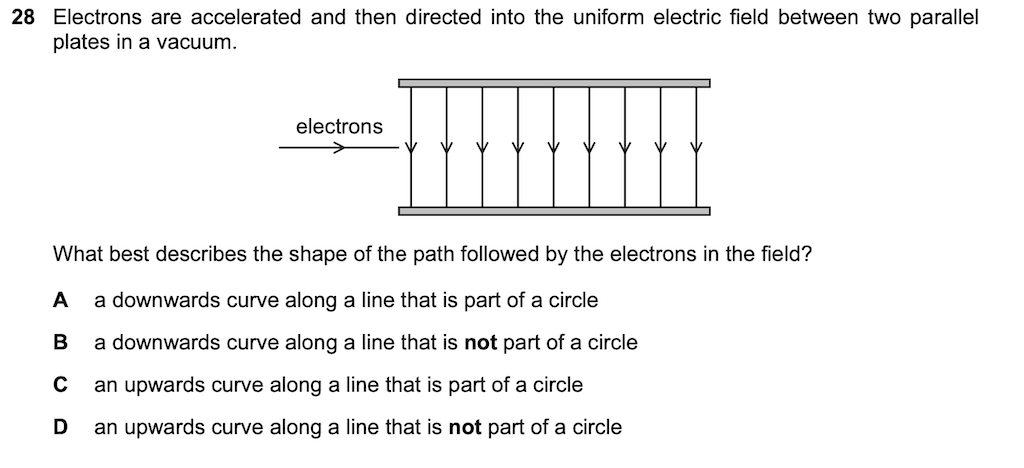 28 Electrons are accelerated and then directed into the uniform electric field between two parallel
plates in a vacuum.
electrons
What best describes the shape of the path followed by the electrons in the field?
A a downwards curve along a line that is part of a circle
B a downwards curve along a line that is not part of a circle
C an upwards curve along a line that is part of a circle
D an upwards curve along a line that is not part of a circle